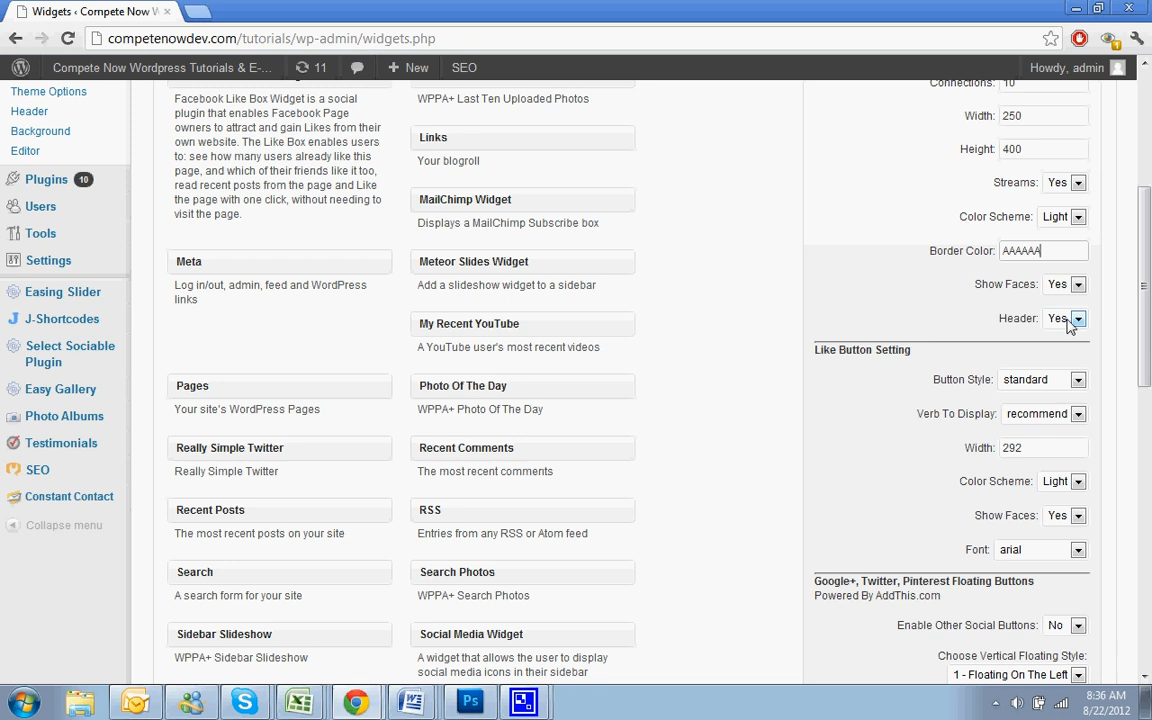 Widgets ‹ Compete Now W
competenowdev.com/tutorials/wp-admin/widgets.php
Compete Now Wordpress Tutorials & E-...
11
New
SEO
Howdy, admin
Theme Options
Header
Background
Editor
Plugins 10
Users
Tools
Settings
Easing Slider
J-Shortcodes
Select Sociable
Plugin
Easy Gallery
Photo Albums
Testimonials
SEO
Constant Contact
Collapse menu
Facebook Like Box Widget is a social
plugin that enables Facebook Page
owners to attract and gain Likes from their
own website. The Like Box enables users
to: see how many users already like this
page, and which of their friends like it too,
read recent posts from the page and Like
the page with one click, without needing to
visit the page.
Meta
Log in/out, admin, feed and WordPress
links
Pages
Your site's WordPress Pages
Really Simple Twitter
Really Simple Twitter
Recent Posts
The most recent posts on your site
Search
A search form for your site
Sidebar Slideshow
WPPA+ Sidebar Slideshow
WPPA+ Last Ten Uploaded Photos
Links
Your blogroll
MailChimp Widget
Displays a MailChimp Subscribe box
Meteor Slides Widget
Add a slideshow widget to a sidebar
My Recent YouTube
A YouTube user's most recent videos
Photo Of The Day
WPPA+ Photo Of The Day
Recent Comments
The most recent comments
RSS
Entries from any RSS or Atom feed
Search Photos
WPPA+ Search Photos
Social Media Widget
A widget that allows the user to display
social media icons in their sidebar
Connections: 10
Width: 250
Height: 400
Streams: Yes
Color Scheme: Light
Border Color: AAAAAA
Show Faces: Yes
Header: Yes
Like Button Setting
Button Style: standard
Verb To Display: recommend
Width: 292
Color Scheme: Light
Show Faces: Yes
Font: arial
Google+, Twitter, Pinterest Floating Buttons
Powered By AddThis.com
Enable Other Social Buttons: No
Choose Vertical Floating Style:
1 - Floating On The Left
8:36 AM
8/22/2012